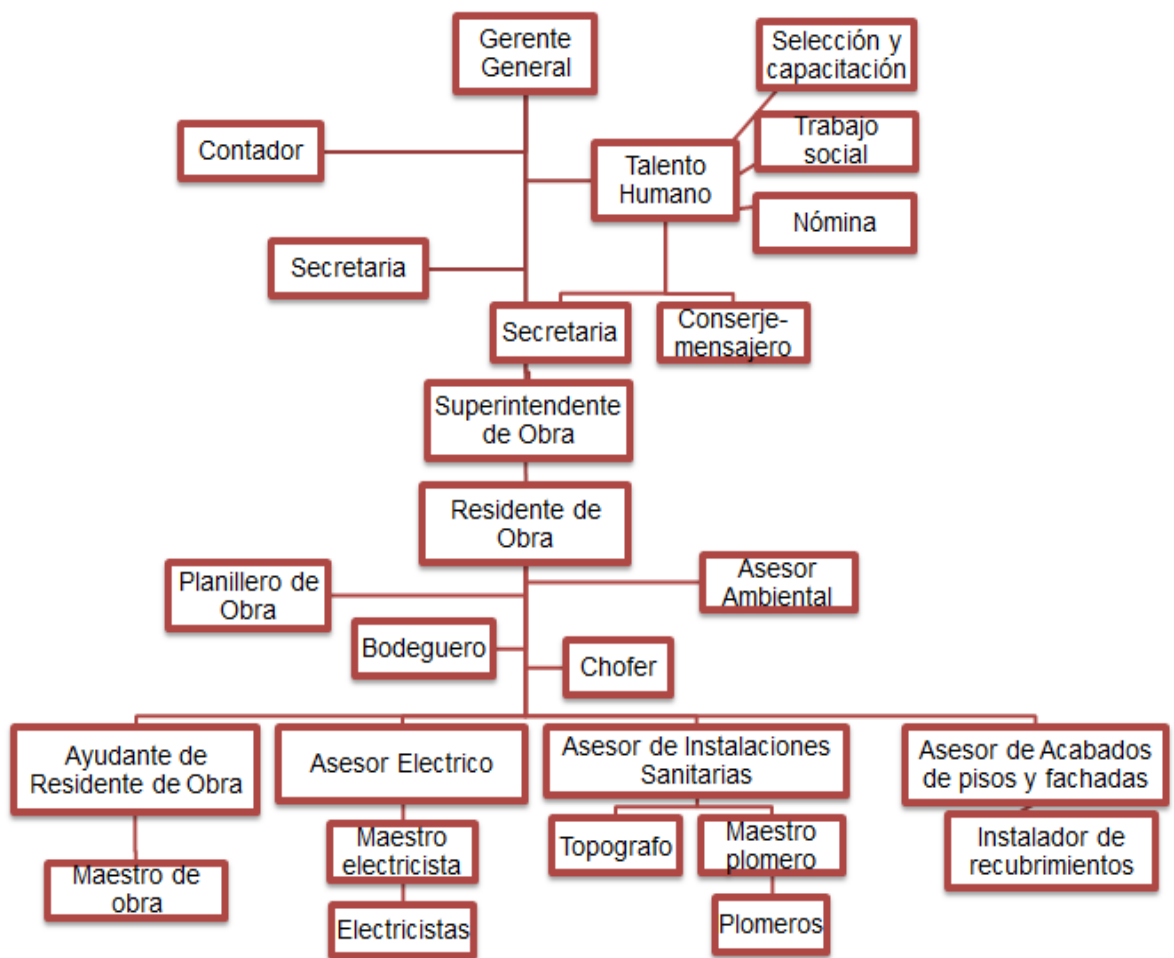 Gerente
General
Selección y
capacitación
Contador
Trabajo
social
Talento
Humano
Nómina
Secretaria
Secretaria
Conserje-
mensajero
Superintendente
de Obra
Residente de
Obra
Planillero de
Obra
Asesor
Ambiental
Bodeguero
Chofer
Ayudante de
Residente de Obra
Asesor Electrico
Asesor de Instalaciones
Sanitarias
Asesor de Acabados
de pisos y fachadas
Maestro de
obra
Maestro
electricista
Electricistas
Topografo
Maestro
plomero
Plomeros
Instalador de
recubrimientos